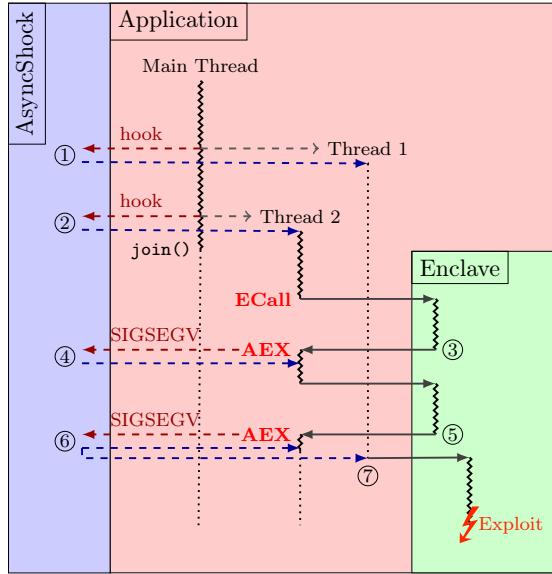 AsyncShock
Application
Main Thread
hook
Thread 1
①
hook
Thread 2
②
join()
Enclave
ECall
SIGSEGV
AEX
③
④
SIGSEGV
AEX
⑤
⑥
⑦
Exploit